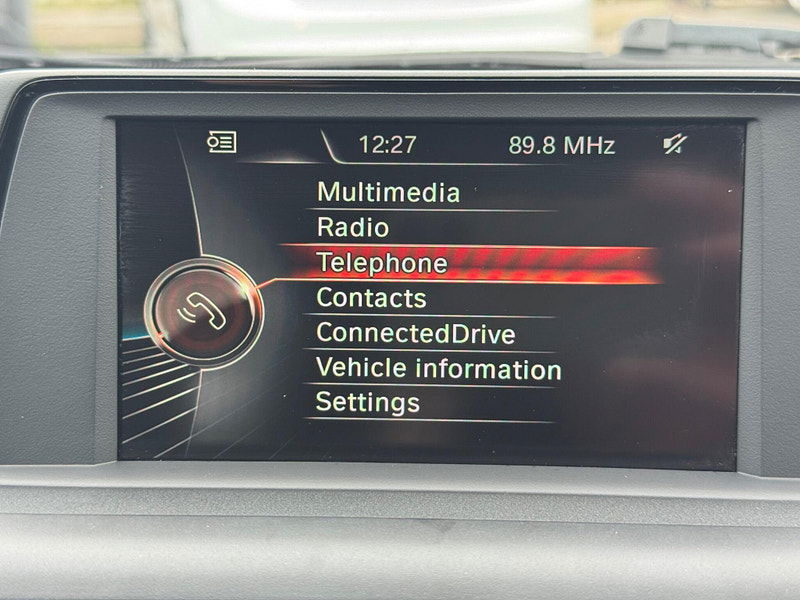 12:27 89.8 MHz
Multimedia
Radio
Telephone
Contacts
ConnectedDrive
Vehicle information
Settings